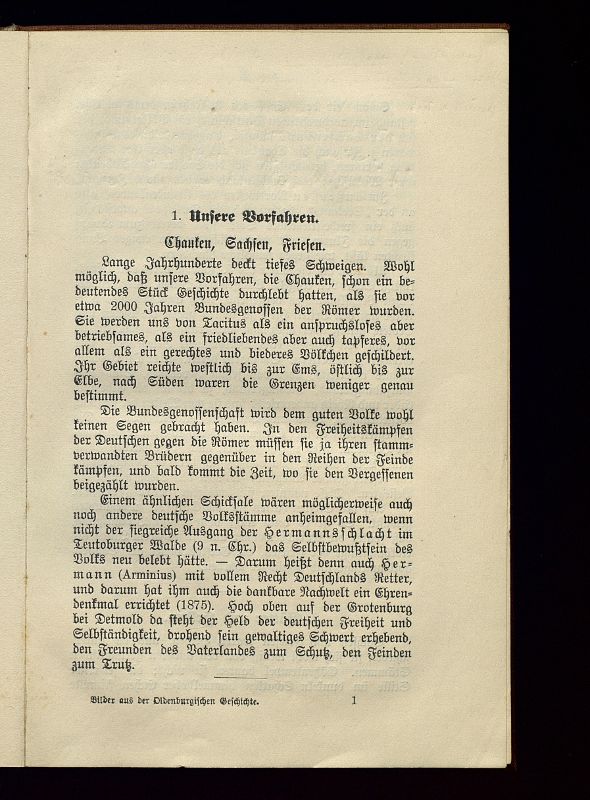 1. Unsere Vorfahren.
Chauken, Sachsen, Friesen.
Lange Jahrhunderte deckt tiefes Schweigen. Wohl
möglich, daß unsere Vorfahren, die Chauken, schon ein be-
deutendes Stück Geschichte durchlebt hatten, als sie vor
etwa 2000 Jahren Bundesgenossen der Römer wurden.
Sie werden uns von Tacitus als ein anspruchsloses aber
betriebsames, als ein friedliebendes aber auch tapferes, vor
allem als ein gerechtes und biederes Völkchen geschildert.
Ihr Gebiet reichte westlich bis zur Ems, östlich bis zur
Elbe, nach Süden waren die Grenzen weniger genau
bestimmt.
Die Bundesgenossenschaft wird dem guten Volke wohl
keinen Segen gebracht haben. In den Freiheitskämpfen
der Deutschen gegen die Römer müssen sie ja ihren stamm-
verwandten Brüdern gegenüber in den Reihen der Feinde
kämpfen, und bald kommt die Zeit, wo sie den Vergessenen
beigezählt wurden.
Einem ähnlichen Schicksale wären möglicherweise auch
noch andere deutsche Volksstämme anheimgefallen, wenn
nicht der siegreiche Ausgang der Hermannsschlacht im
Teutoburger Walde (9 n. Chr.) das Selbstbewußtsein des
Volks neu belebt hätte. — Darum heißt denn auch Her-
mann (Arminius) mit vollem Recht Deutschlands Retter,
und darum hat ihm auch die dankbare Nachwelt ein Ehren-
denkmal errichtet (1875). Hoch oben auf der Grotenburg
bei Detmold da steht der Held der deutschen Freiheit und
Selbständigkeit, drohend sein gewaltiges Schwert erhebend,
den Freunden des Vaterlandes zum Schutz, den Feinden
zum Trutz.
Bilder aus der Oldenburgischen Geschichte. 1